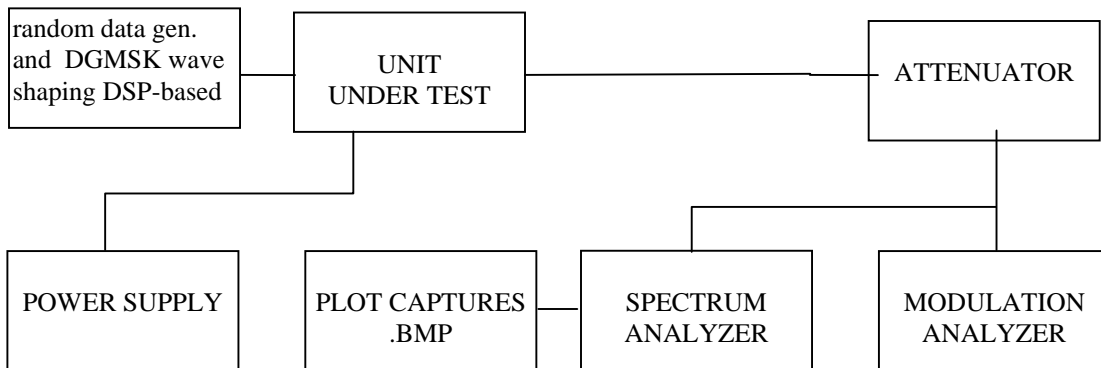 random data gen.
and DGMSK wave
shaping DSP-based
UNIT
UNDER TEST
ATTENUATOR
POWER SUPPLY
PLOT CAPTURES
.BMP
SPECTRUM
ANALYZER
MODULATION
ANALYZER